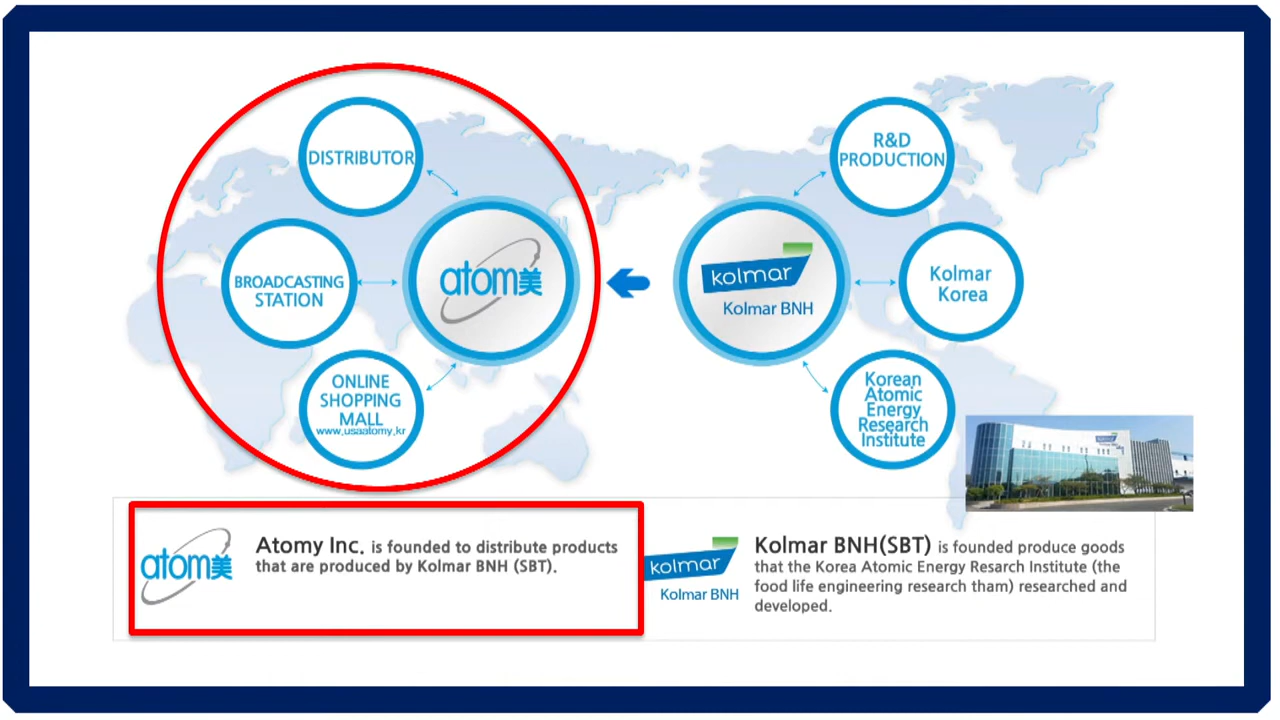 DISTRIBUTOR
BROADCASTING
STATION
ONLINE
SHOPPING
MALL
www.usaatomy.kr
atom美
kolmar
Kolmar BNH
R&D
PRODUCTION
Kolmar
Korea
Korean
Atomic
Energy
Research
Institute
atom美
Atomy Inc. is founded to distribute products
that are produced by Kolmar BNH (SBT).
kolmar
Kolmar BNH
Kolmar BNH(SBT) is founded produce goods
that the Korea Atomic Energy Resarch Institute (the
food life engineering research tham) researched and
developed.